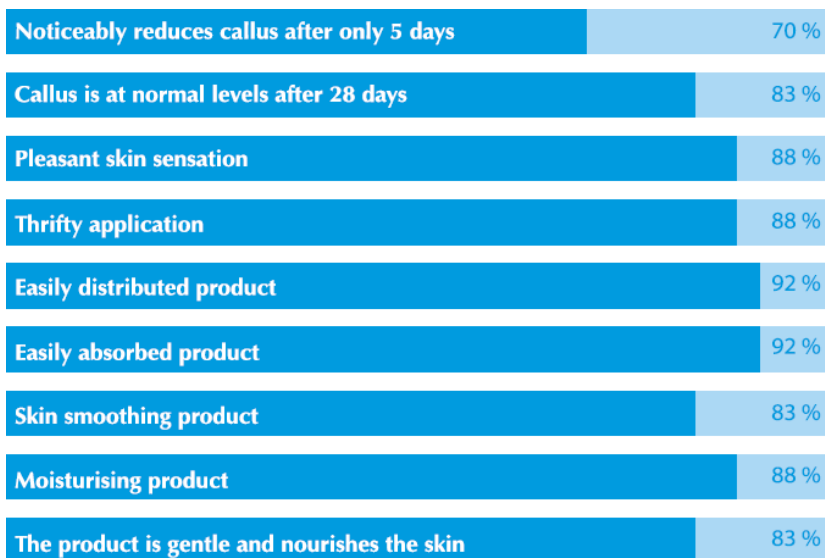 Noticeably reduces callus after only 5 days 70 %
Callus is at normal levels after 28 days 83 %
Pleasant skin sensation 88 %
Thrifty application 88 %
Easily distributed product 92 %
Easily absorbed product 92 %
Skin smoothing product 83 %
Moisturising product 88 %
The product is gentle and nourishes the skin 83 %